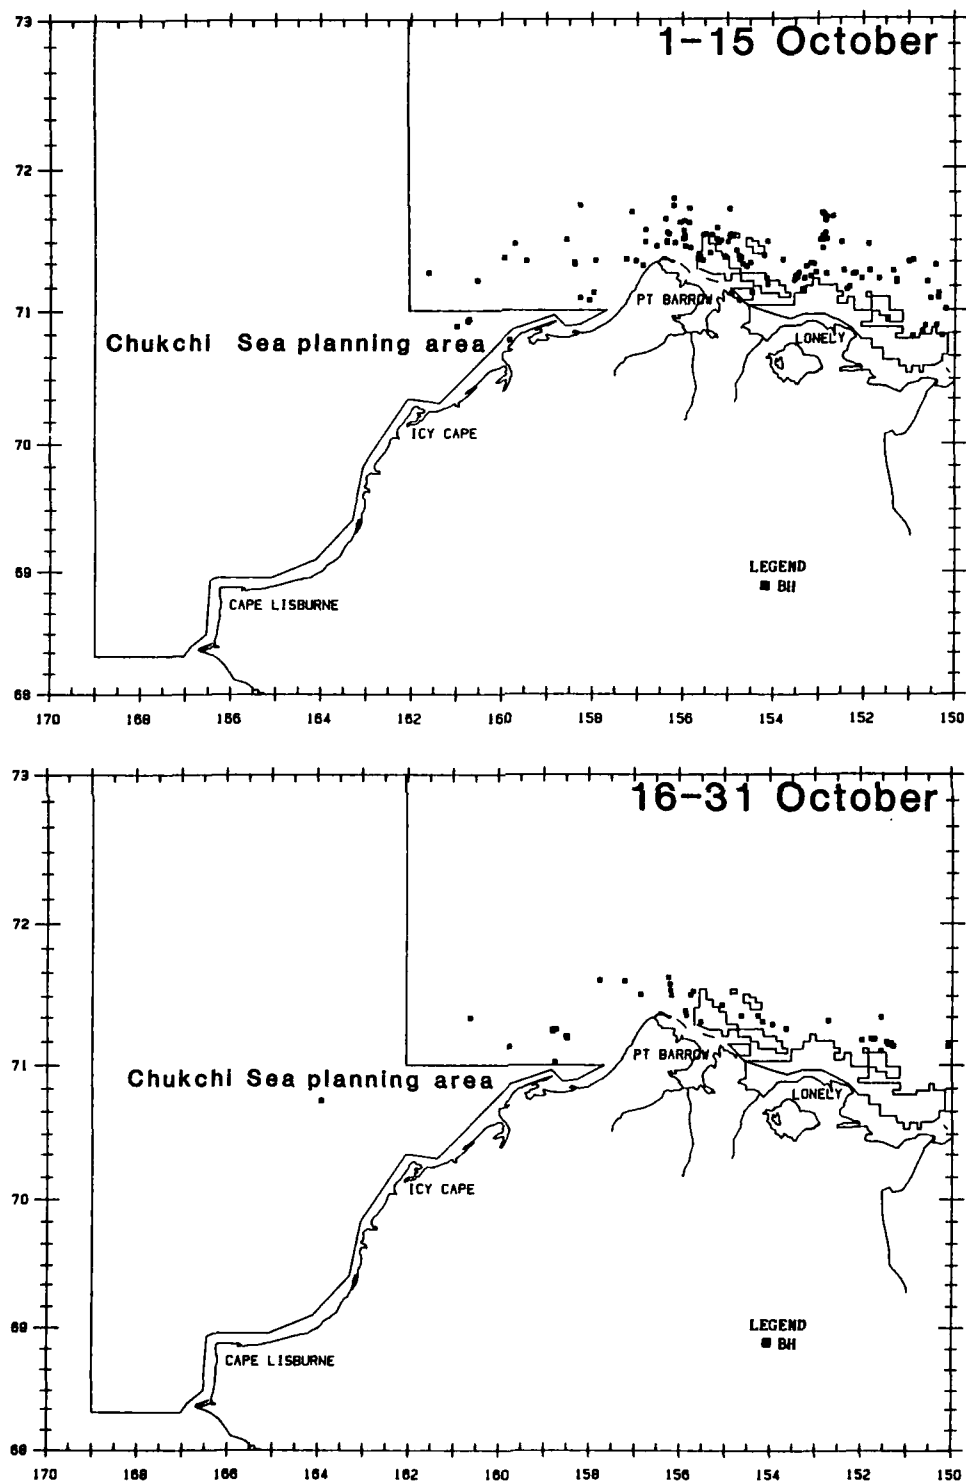 1-15 October
73
72
71
70
69
68
PT BARROW
Chukchi Sea planning area
LONELY
ICY CAPE
LEGEND
BH
CAPE LISBURNE
170 168 166 164 162 160 158 156 154 152 150
16-31 October
73
72
71
70
69
68
PT BARROW
Chukchi Sea planning area
LONELY
ICY CAPE
LEGEND
BH
CAPE LISBURNE
170 168 166 164 162 160 158 156 154 152 150